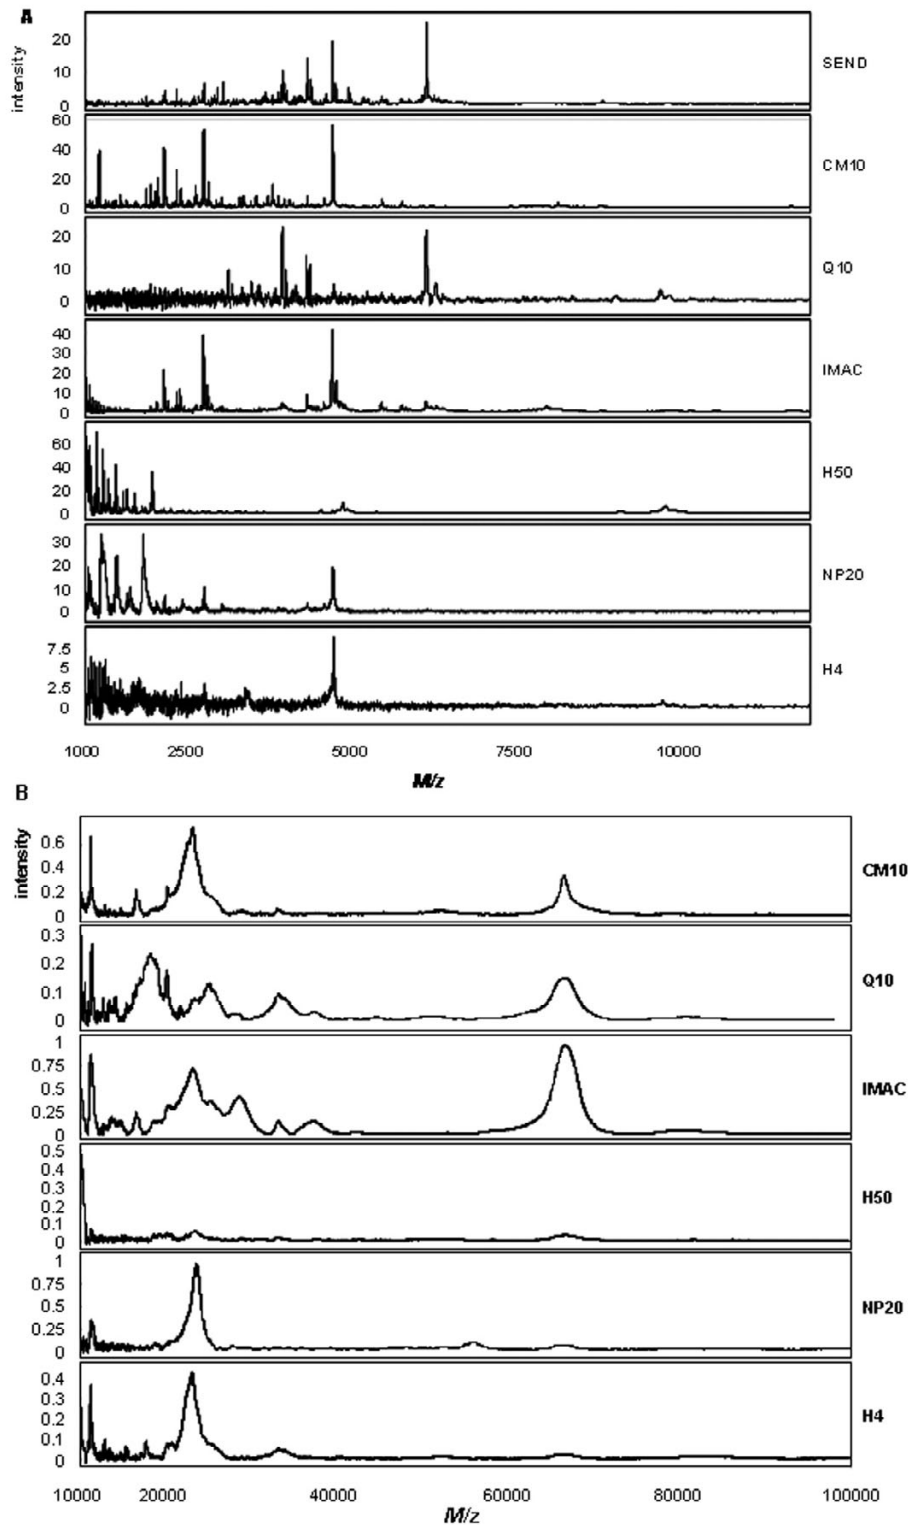 A
intensity
20
10
0
SEND
60
40
20
0
CM10
20
10
0
Q10
40
30
20
10
0
IMAC
60
40
20
0
H50
30
20
10
0
NP20
7.5
5
2.5
0
H4
1000 2500 5000 7500 10000
M/z
B
intensity
0.6
0.4
0.2
0
CM10
0.3
0.2
0.1
0
Q10
1
0.75
0.5
0.25
0
IMAC
0.5
0.4
0.3
0.2
0.1
0
H50
1
0.75
0.5
0.25
0
NP20
0.4
0.3
0.2
0.1
0
H4
10000 20000 40000 60000 80000 100000
M/z